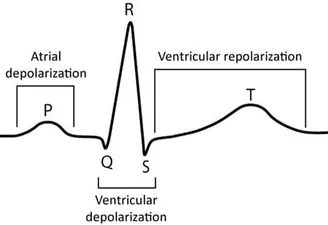 R
Atrial
depolarization
Ventricular repolarization
P
T
Q
S
Ventricular
depolarization